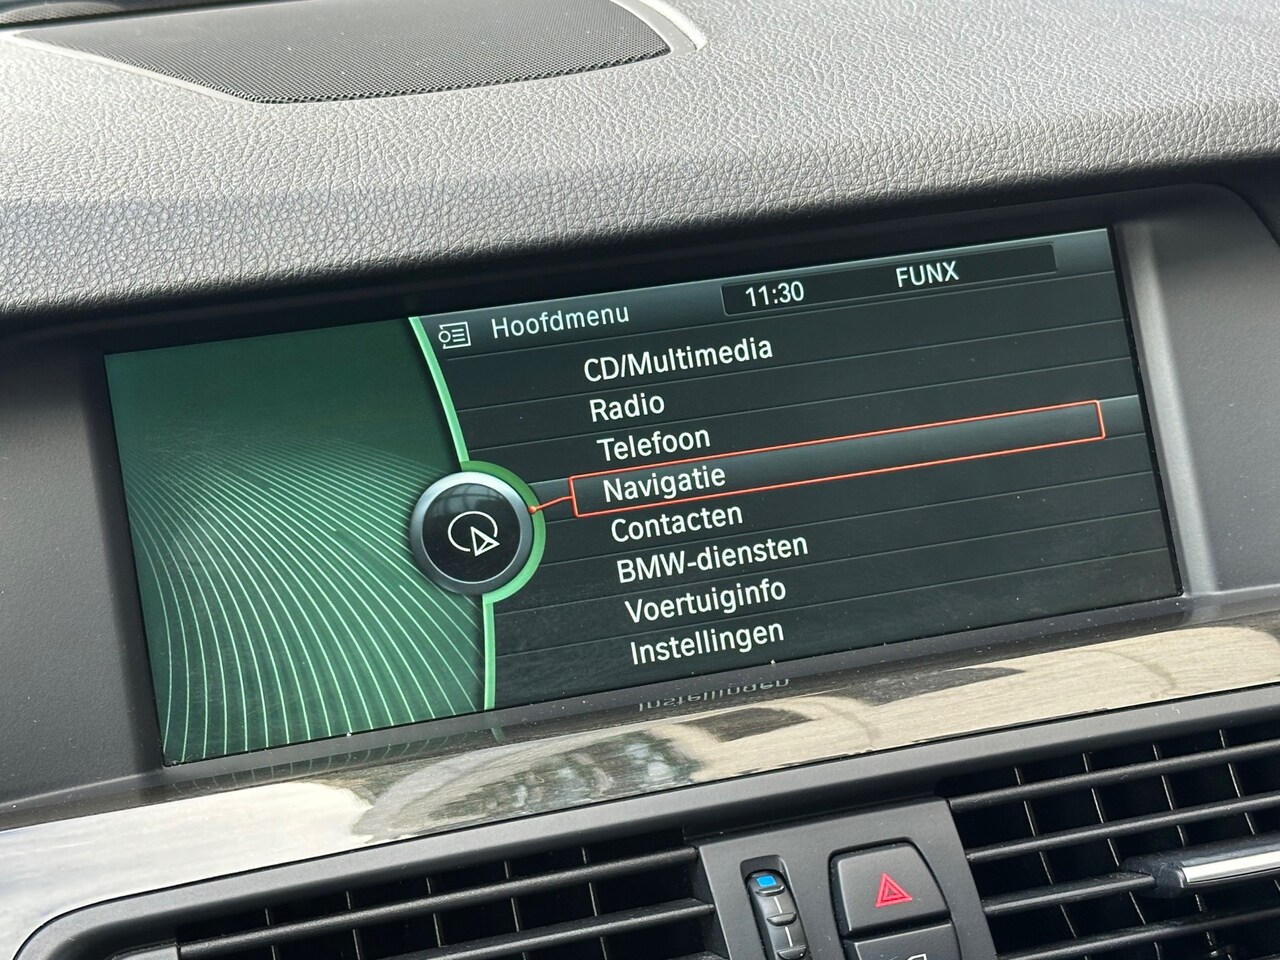 Hoofdmenu 11:30 FUNX
CD/Multimedia
Radio
Telefoon
Navigatie
Contacten
BMW-diensten
Voertuiginfo
Instellingen